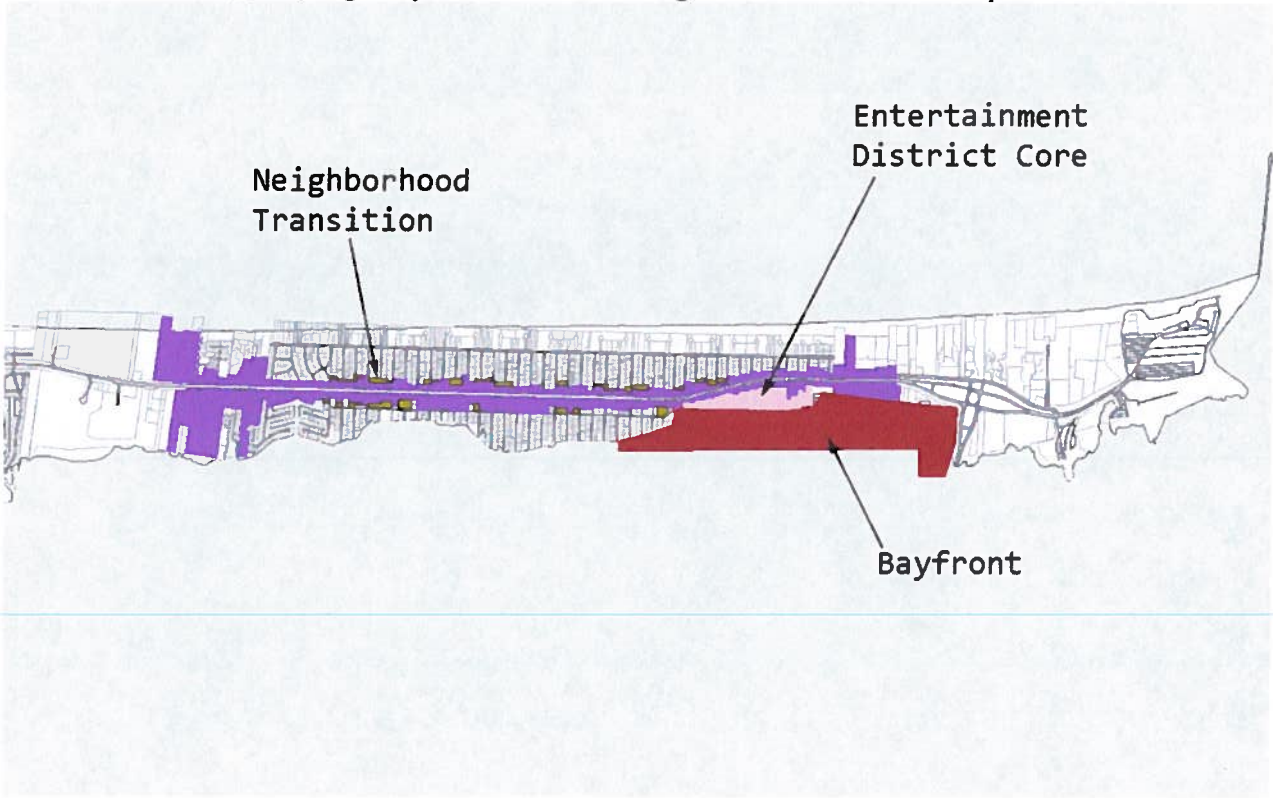 Entertainment
District Core
Neighborhood
Transition
Bayfront